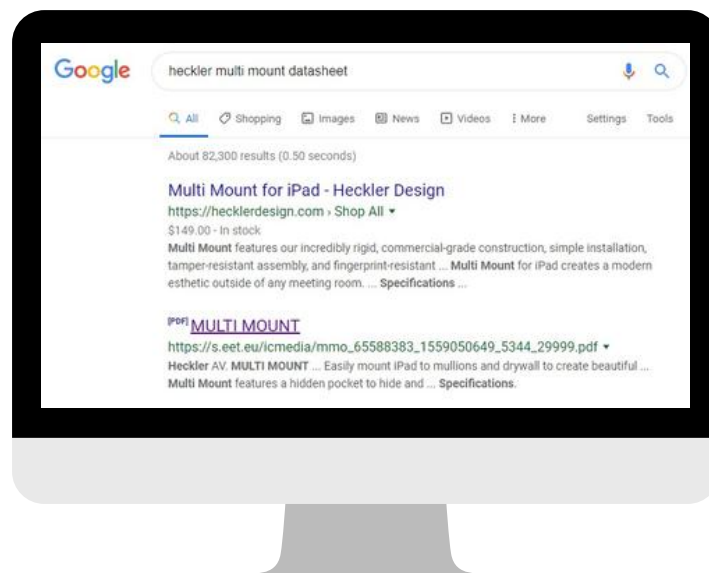 Google
heckler multi mount datasheet
All Shopping Images News Videos More Settings Tools
About 82,300 results (0.50 seconds)
Multi Mount for iPad - Heckler Design
https://hecklerdesign.com › Shop All
$149.00 - In stock
Multi Mount features our incredibly rigid, commercial-grade construction, simple installation,
tamper-resistant assembly, and fingerprint-resistant ... Multi Mount for iPad creates a modern
esthetic outside of any meeting room. ... Specifications ...
[PDF] MULTI MOUNT
https://s.eet.eu/icmedia/mmo_65588383_1559050649_5344_29999.pdf
Heckler AV. MULTI MOUNT ... Easily mount iPad to mullions and drywall to create beautiful ...
Multi Mount features a hidden pocket to hide and ... Specifications.